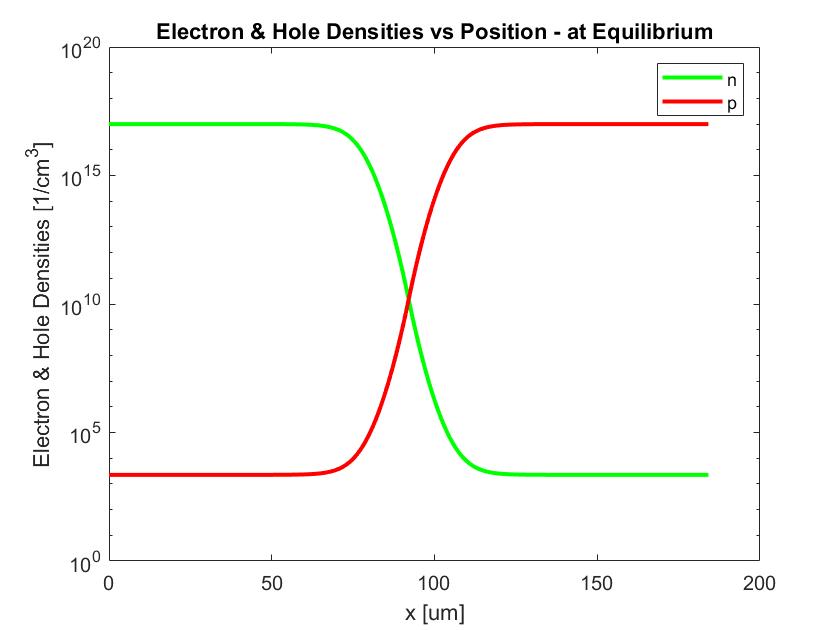 Electron & Hole Densities vs Position - at Equilibrium
10^20
10^15
10^10
10^5
10^0
Electron & Hole Densities [1/cm^3]
n
p
0 50 100 150 200
x [um]